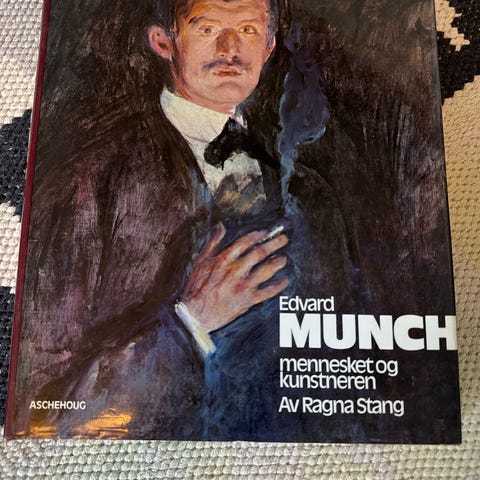 Edvard
MUNCH
mennesket og
kunstneren
Av Ragna Stang
ASCHEHOUG